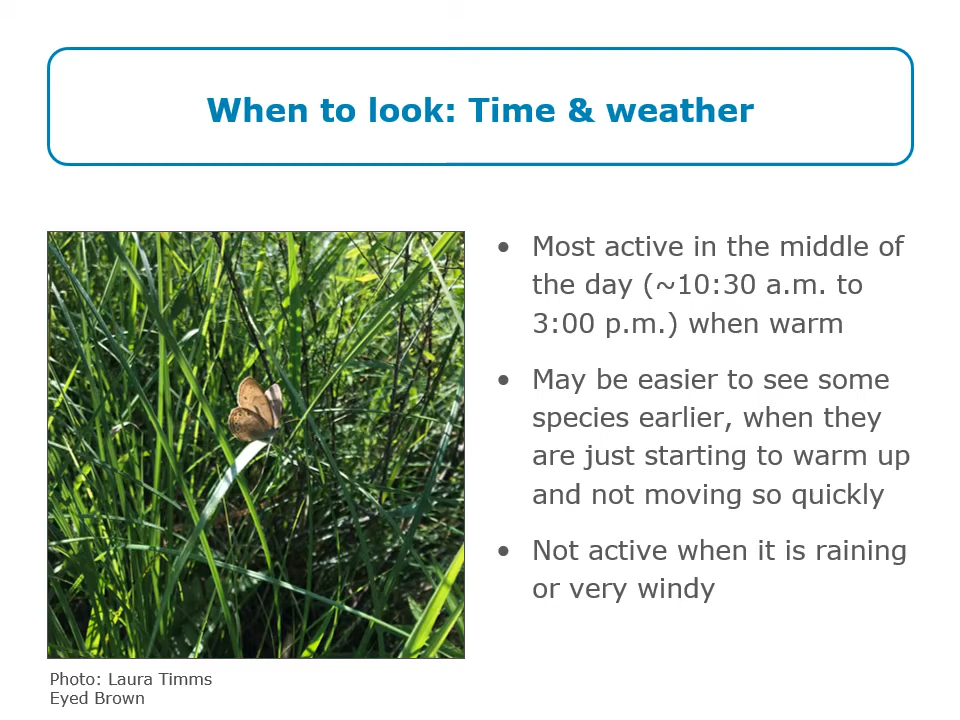 When to look: Time & weather
• Most active in the middle of
the day (~10:30 a.m. to
3:00 p.m.) when warm
• May be easier to see some
species earlier, when they
are just starting to warm up
and not moving so quickly
• Not active when it is raining
or very windy
Photo: Laura Timms
Eyed Brown